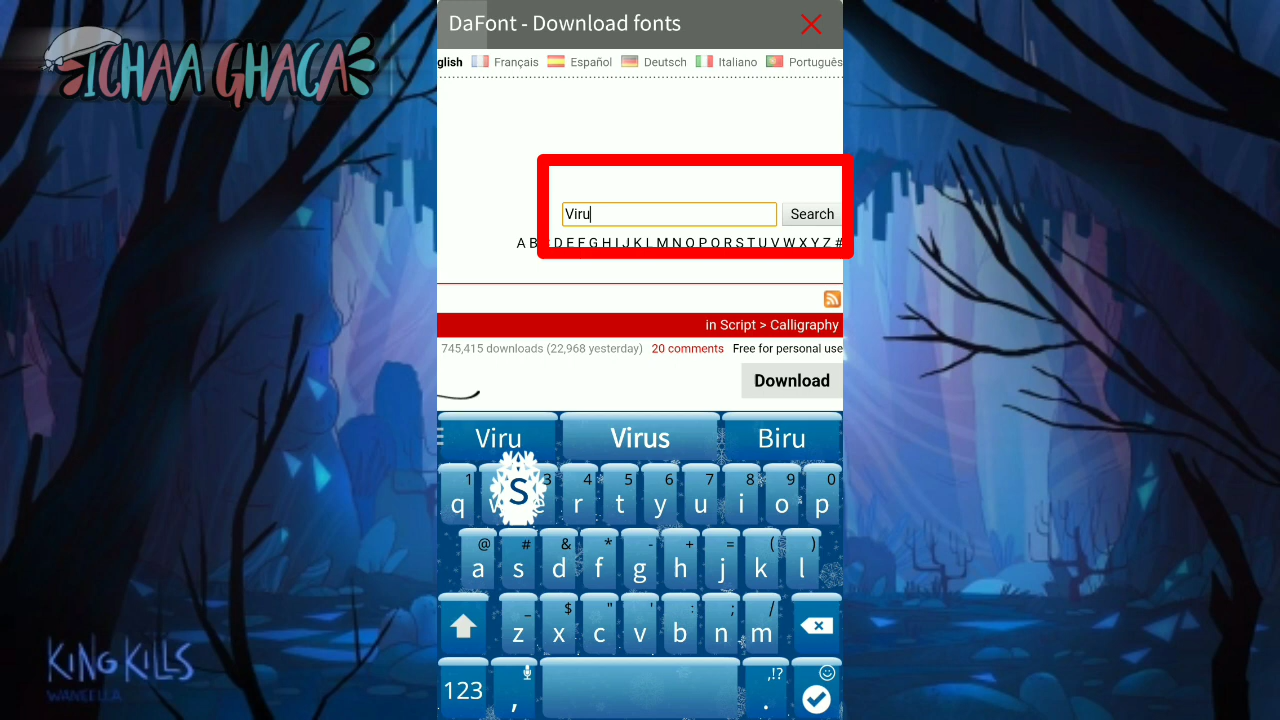 ICHAA GHACA
DaFont - Download fonts
glish Français Español Deutsch Italiano Português
Viru
Search
A B D E F G H I J K L M N O P Q R S T U V W X Y Z #
in Script > Calligraphy
745,415 downloads (22,968 yesterday) 20 comments Free for personal use
Download
Viru Virus Biru
S
1 3 4 5 6 7 8 9 0
q w e r t y u i o p
@ # & * - + = ( )
a s d f g h j k l
_ $ " ' : ; /
z x c v b n m
,!?
123 , .
KING KILLS
WANEELLA